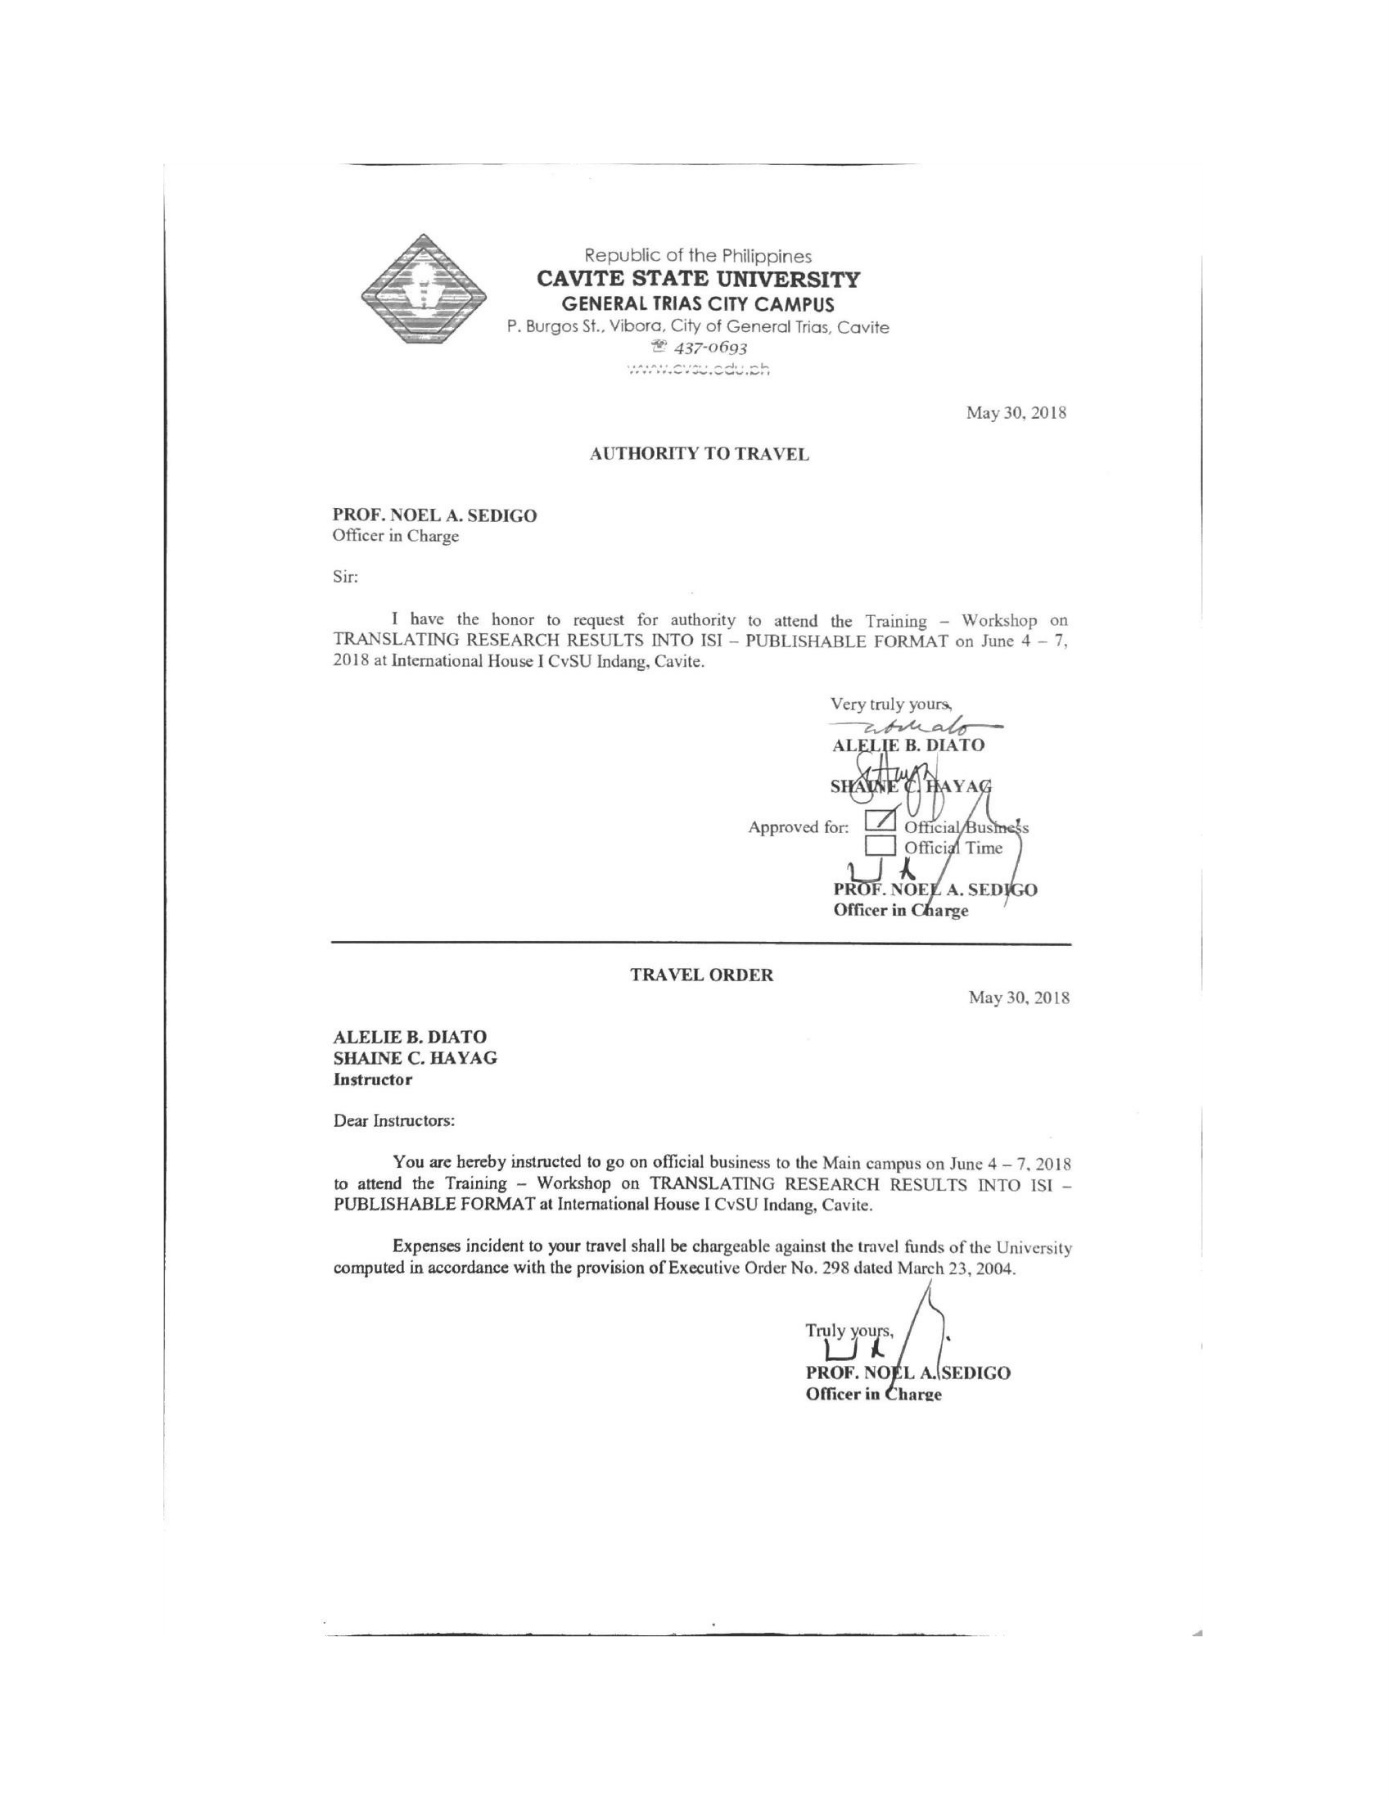 Republic of the Philippines
CAVITE STATE UNIVERSITY
GENERAL TRIAS CITY CAMPUS
P. Burgos St., Vibora, City of General Trias, Cavite
☏ 437-0693
www.cvsu.edu.ph
May 30, 2018
AUTHORITY TO TRAVEL
PROF. NOEL A. SEDIGO
Officer in Charge
Sir:
I have the honor to request for authority to attend the Training – Workshop on
TRANSLATING RESEARCH RESULTS INTO ISI – PUBLISHABLE FORMAT on June 4 – 7,
2018 at International House I CvSU Indang, Cavite.
Very truly yours,
ALELIE B. DIATO
SHAINE C. HAYAG
Approved for: Official Business
Official Time
PROF. NOEL A. SEDIGO
Officer in Charge
TRAVEL ORDER
May 30, 2018
ALELIE B. DIATO
SHAINE C. HAYAG
Instructor
Dear Instructors:
You are hereby instructed to go on official business to the Main campus on June 4 – 7, 2018
to attend the Training – Workshop on TRANSLATING RESEARCH RESULTS INTO ISI –
PUBLISHABLE FORMAT at International House I CvSU Indang, Cavite.
Expenses incident to your travel shall be chargeable against the travel funds of the University
computed in accordance with the provision of Executive Order No. 298 dated March 23, 2004.
Truly yours,
PROF. NOEL A. SEDIGO
Officer in Charge